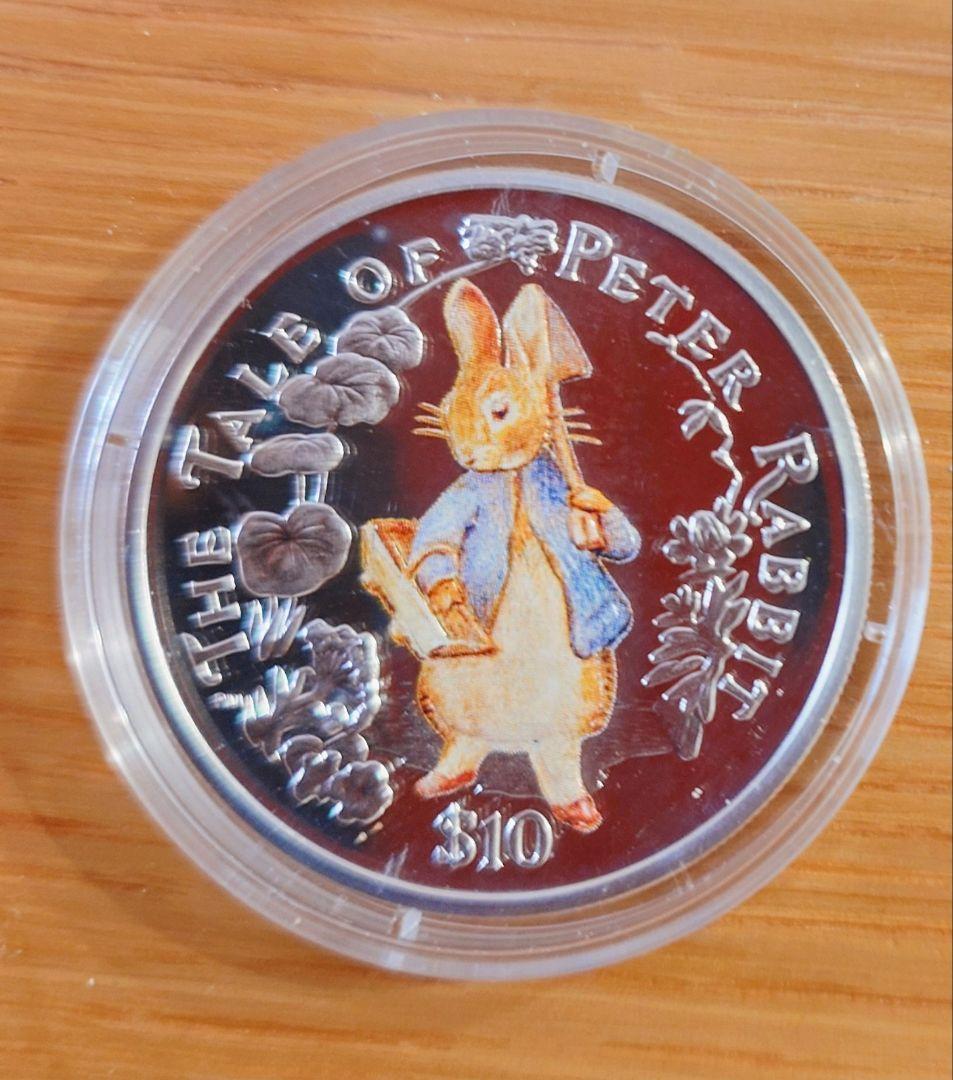 THE TALE OF PETER RABBIT
$10